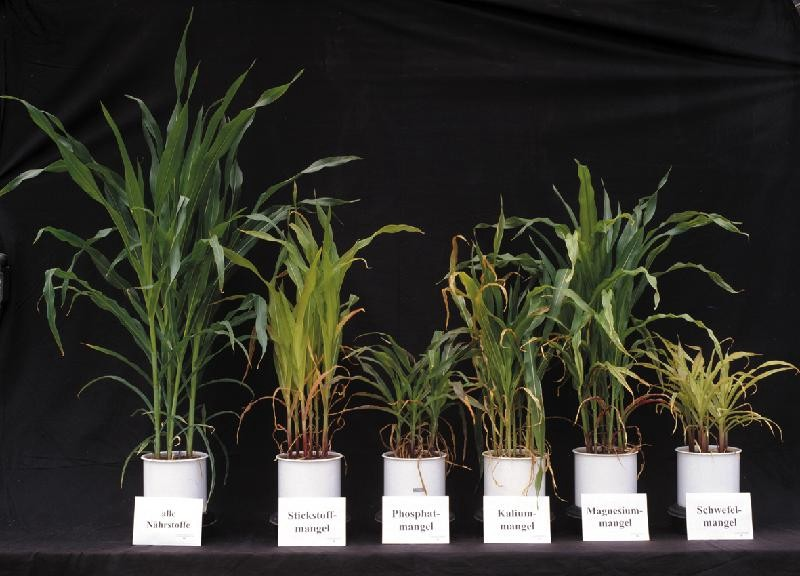 alle
Nährstoffe
Stickstoff-
mangel
Phosphat-
mangel
Kalium-
mangel
Magnesium-
mangel
Schwefel-
mangel